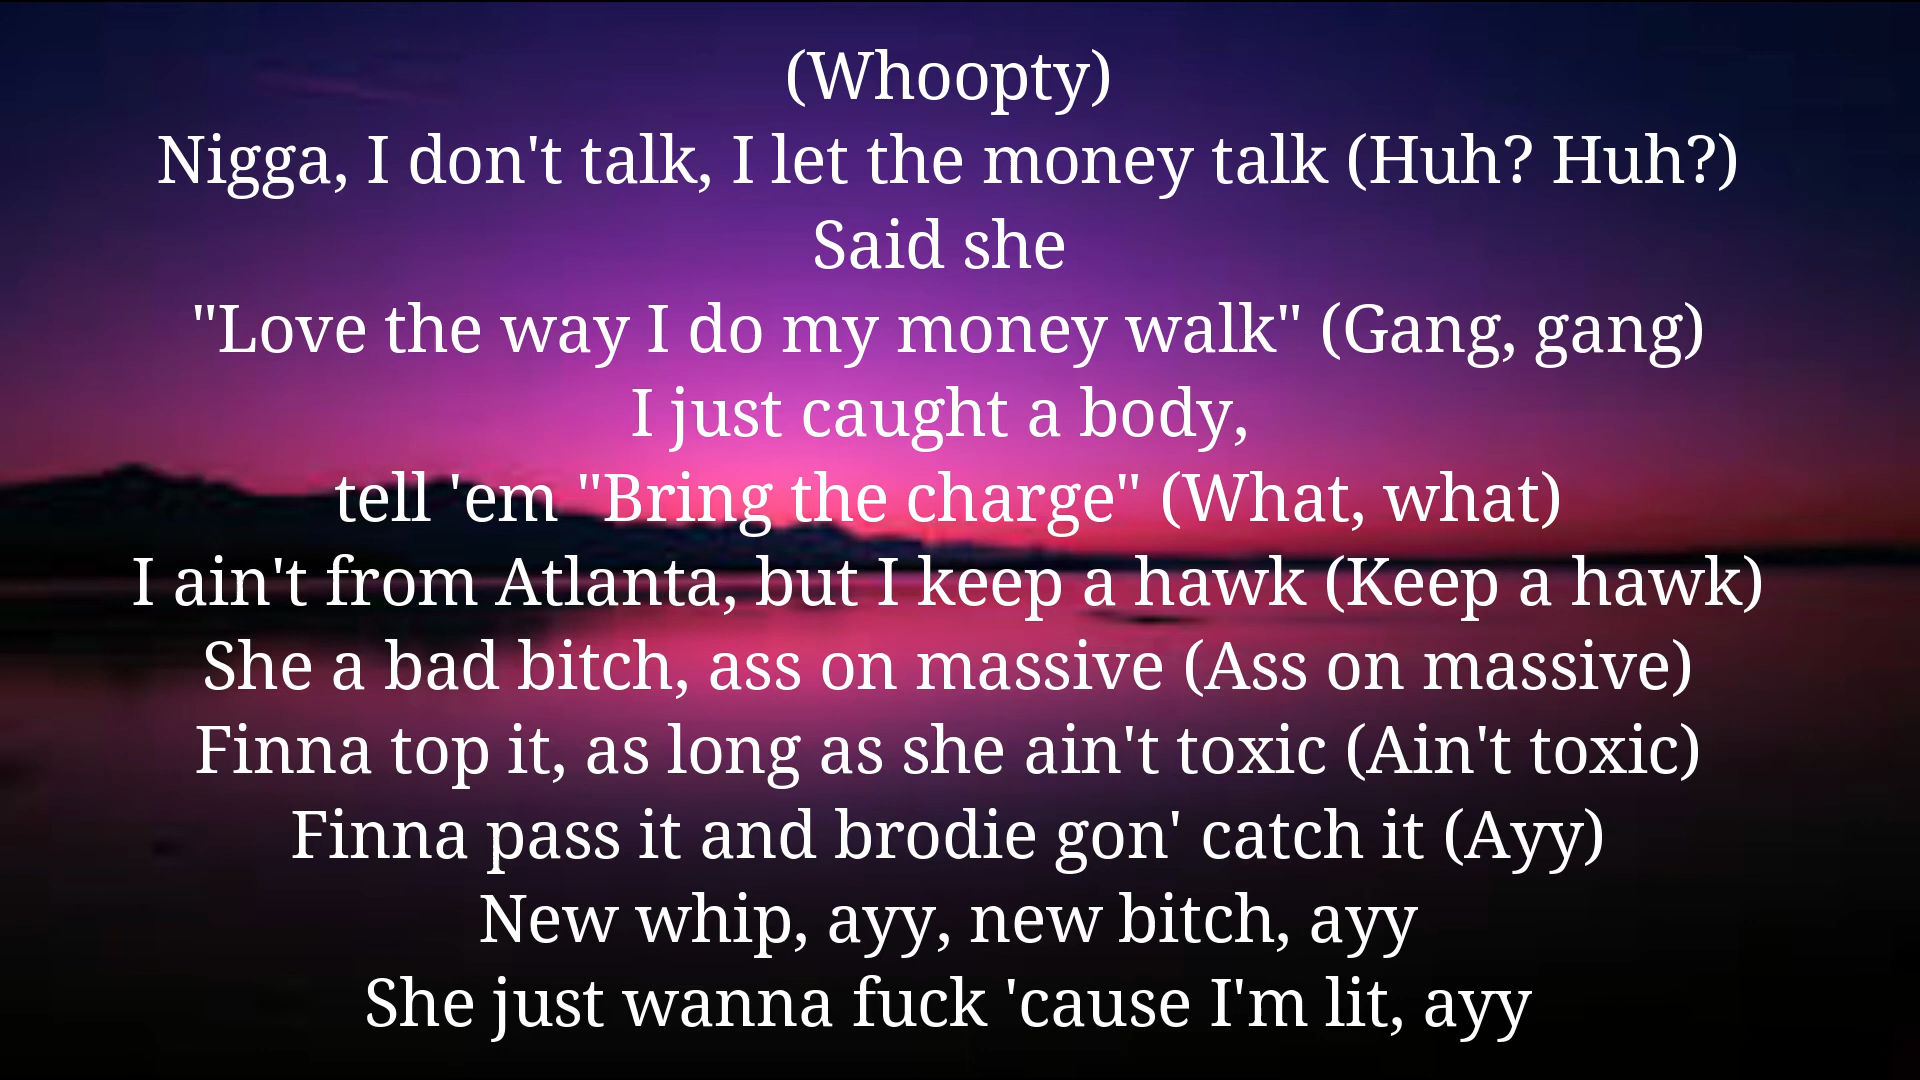 (Whoopty)
Nigga, I don't talk, I let the money talk (Huh? Huh?)
Said she
"Love the way I do my money walk" (Gang, gang)
I just caught a body,
tell 'em "Bring the charge" (What, what)
I ain't from Atlanta, but I keep a hawk (Keep a hawk)
She a bad bitch, ass on massive (Ass on massive)
Finna top it, as long as she ain't toxic (Ain't toxic)
Finna pass it and brodie gon' catch it (Ayy)
New whip, ayy, new bitch, ayy
She just wanna fuck 'cause I'm lit, ayy